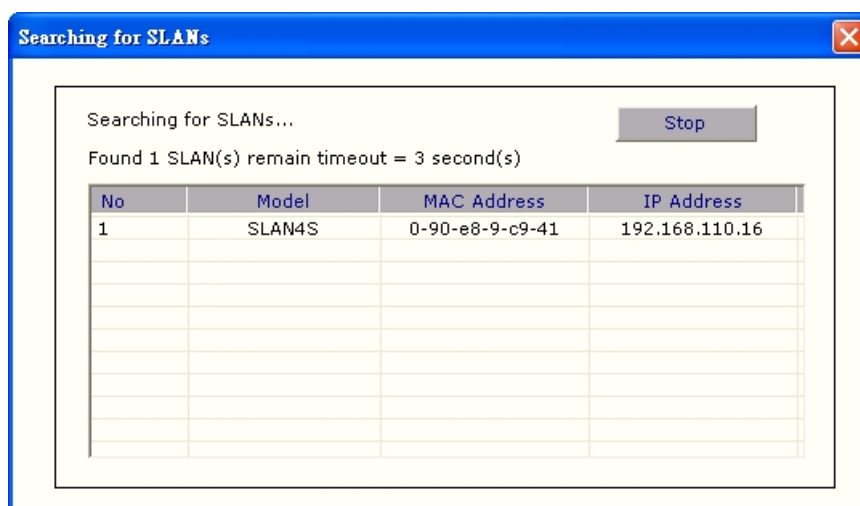 Searching for SLANs
Searching for SLANs...
Stop
Found 1 SLAN(s) remain timeout = 3 second(s)
No Model MAC Address IP Address
1 SLAN4S 0-90-e8-9-c9-41 192.168.110.16